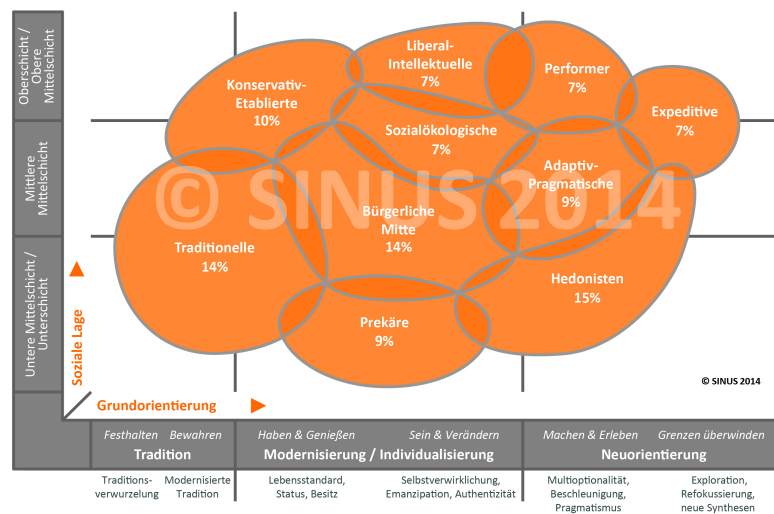 Oberschicht /
Obere
Mittelschicht
Mittlere
Mittelschicht
Untere Mittelschicht /
Unterschicht
Soziale Lage
Grundorientierung
Konservativ-
Etablierte
10%
Liberal-
Intellektuelle
7%
Performer
7%
Expeditive
7%
Sozialökologische
7%
Adaptiv-
Pragmatische
9%
© SINUS 2014
Bürgerliche
Mitte
14%
Traditionelle
14%
Hedonisten
15%
Prekäre
9%
© SINUS 2014
Festhalten
Bewahren
Tradition
Haben & Genießen
Sein & Verändern
Modernisierung / Individualisierung
Machen & Erleben
Grenzen überwinden
Neuorientierung
Traditions-
verwurzelung
Modernisierte
Tradition
Lebensstandard,
Status, Besitz
Selbstverwirklichung,
Emanzipation, Authentizität
Multioptionalität,
Beschleunigung,
Pragmatismus
Exploration,
Refokussierung,
neue Synthesen